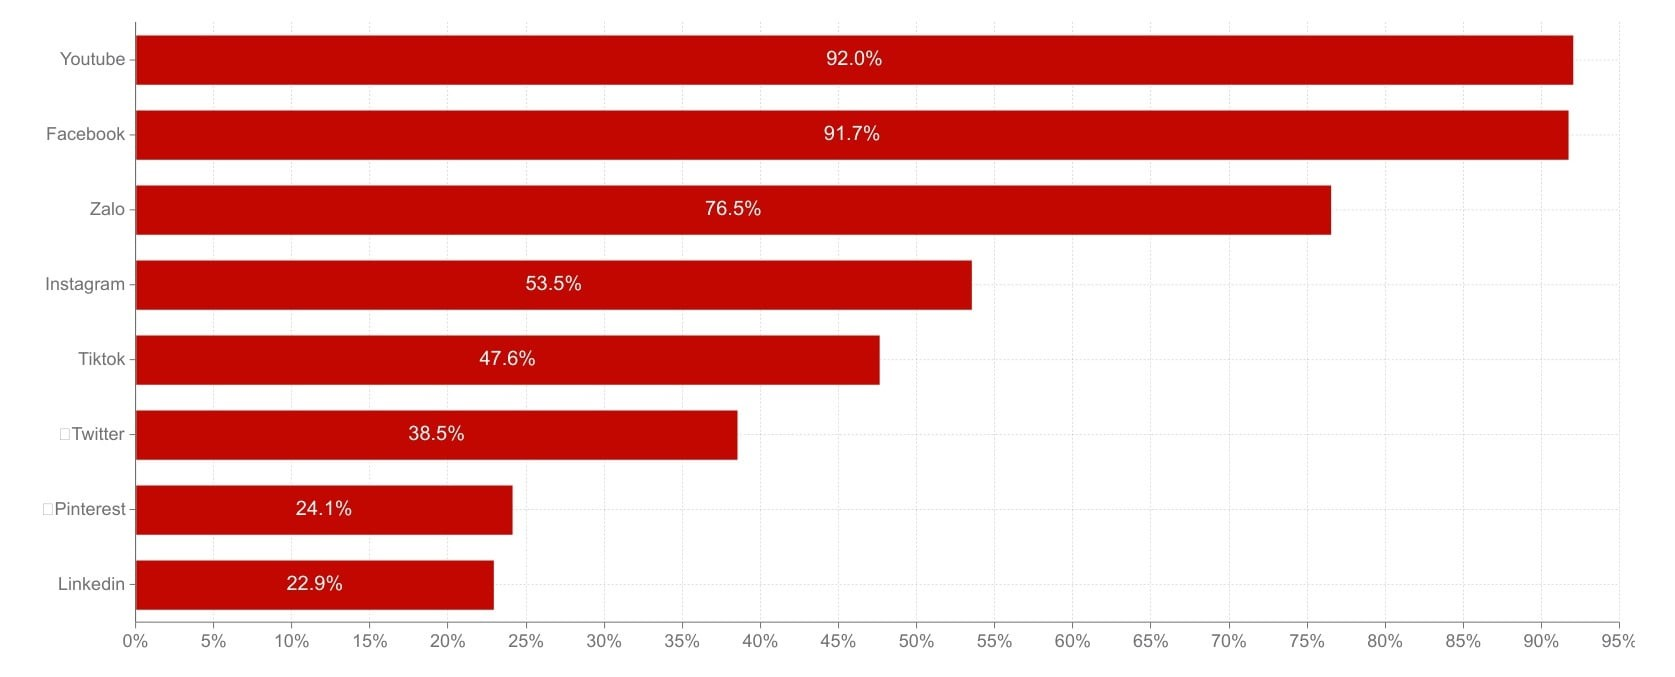 Youtube 92.0%
Facebook 91.7%
Zalo 76.5%
Instagram 53.5%
Tiktok 47.6%
Twitter 38.5%
Pinterest 24.1%
Linkedin 22.9%
0% 5% 10% 15% 20% 25% 30% 35% 40% 45% 50% 55% 60% 65% 70% 75% 80% 85% 90% 95%